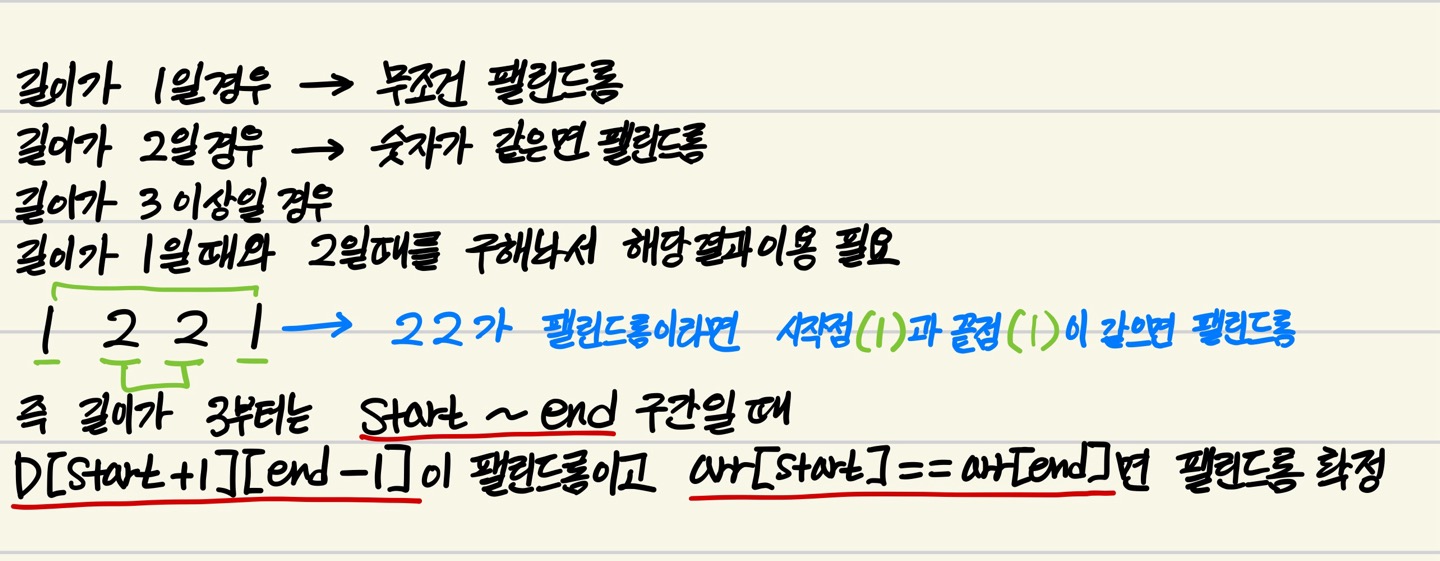 길이가 1일경우 → 무조건 팰린드롬
길이가 2일경우 → 숫자가 같은면 팰린드롬
길이가 3이상일 경우
길이가 1일때와 2일때를 구해놔서 해당결과이용 필요
1 2 2 1 → 22가 팰린드롬이라면 시작점(1)과 끝점(1)이 같으면 팰린드롬
즉 길이가 3부터는 Start ~ end 구간일 때
D[Start+1][end-1]이 팰린드롬이고 arr[Start]==arr[end]면 팰린드롬 확정